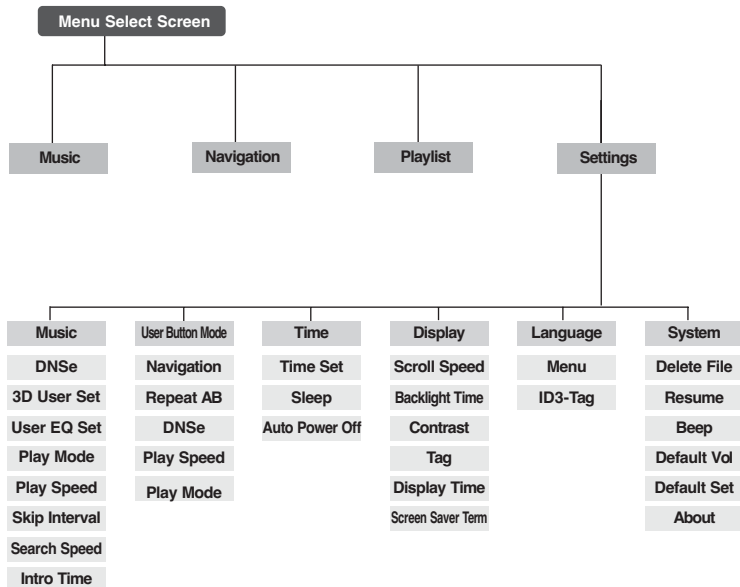 Menu Select Screen
Music
Navigation
Playlist
Settings
Music
DNSe
3D User Set
User EQ Set
Play Mode
Play Speed
Skip Interval
Search Speed
Intro Time
User Button Mode
Navigation
Repeat AB
DNSe
Play Speed
Play Mode
Time
Time Set
Sleep
Auto Power Off
Display
Scroll Speed
Backlight Time
Contrast
Tag
Display Time
Screen Saver Term
Language
Menu
ID3-Tag
System
Delete File
Resume
Beep
Default Vol
Default Set
About